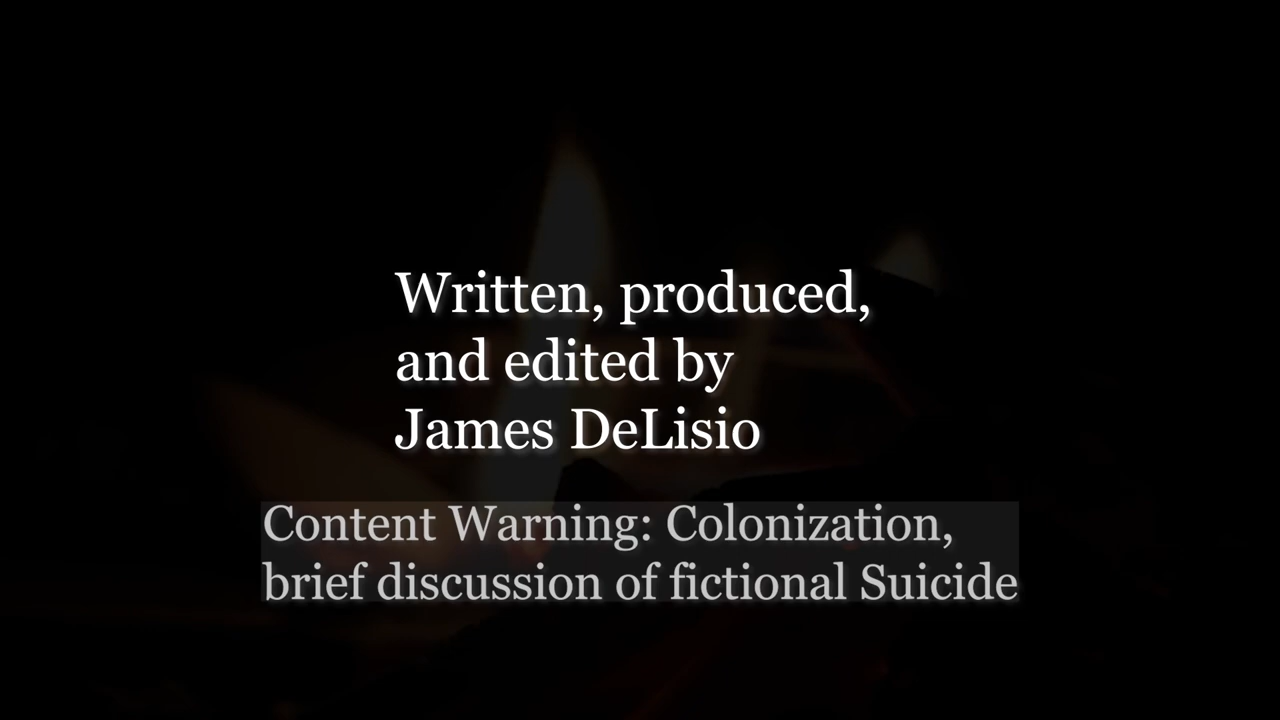 Written, produced,
and edited by
James DeLisio
Content Warning: Colonization,
brief discussion of fictional Suicide